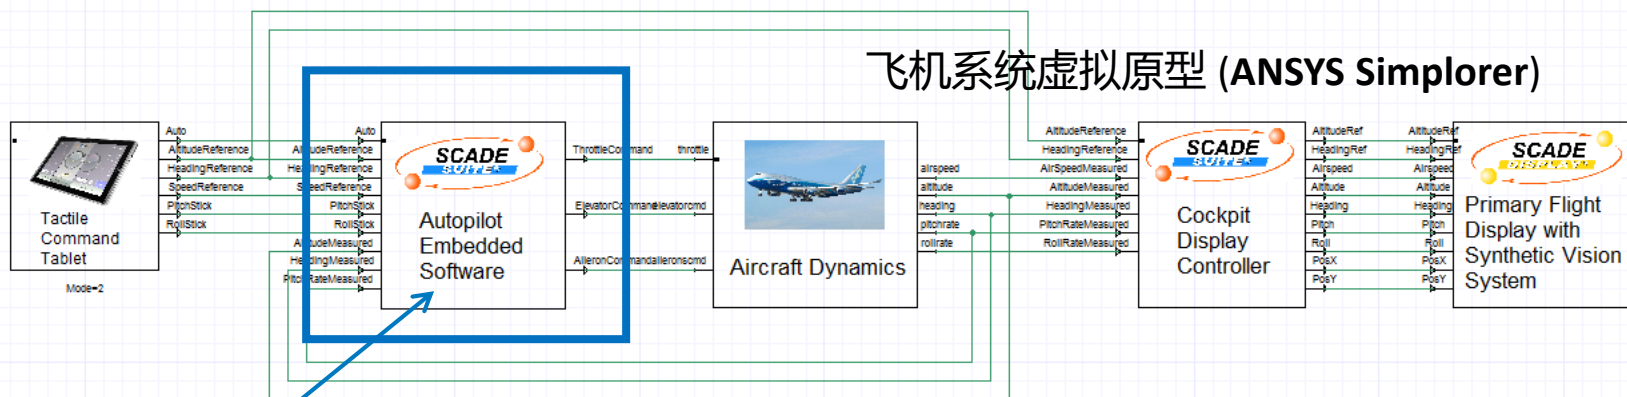 飞机系统虚拟原型 (ANSYS Simplorer)
Auto
AltitudeReference
HeadingReference
SpeedReference
PitchStick
RollStick
Tactile
Command
Tablet
Mode=2
Auto
AltitudeReference
HeadingReference
SpeedReference
PitchStick
RollStick
AltitudeMeasured
HeadingMeasured
PitchRateMeasured
SCADE
SUITE
Autopilot
Embedded
Software
ThrottleCommand
ElevatorCommand
AileronCommand
throttle
elevatorcmd
aileronscmd
Aircraft Dynamics
airspeed
altitude
heading
pitchrate
rollrate
AltitudeReference
HeadingReference
AirSpeedMeasured
AltitudeMeasured
HeadingMeasured
PitchRateMeasured
RollRateMeasured
SCADE
SUITE
Cockpit
Display
Controller
AltitudeRef
HeadingRef
Airspeed
Altitude
Heading
Pitch
Roll
PosX
PosY
AltitudeRef
HeadingRef
Airspeed
Altitude
Heading
Pitch
Roll
PosX
PosY
SCADE
DISPLAY
Primary Flight
Display with
Synthetic Vision
System